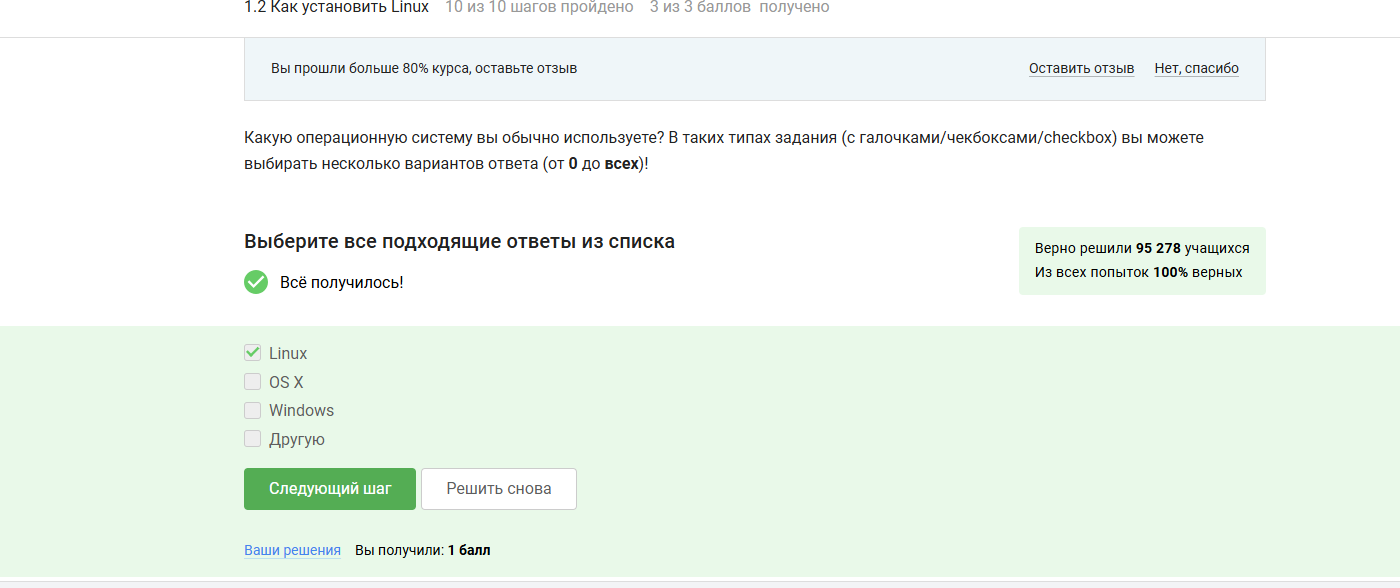 1.2 Как установить Linux 10 из 10 шагов пройдено 3 из 3 баллов получено
Вы прошли больше 80% курса, оставьте отзыв Оставить отзыв Нет, спасибо
Какую операционную систему вы обычно используете? В таких типах задания (с галочками/чекбоксами/checkbox) вы можете
выбирать несколько вариантов ответа (от 0 до всех)!
Выберите все подходящие ответы из списка
Верно решили 95 278 учащихся
Из всех попыток 100% верных
Всё получилось!
Linux
OS X
Windows
Другую
Следующий шаг Решить снова
Ваши решения Вы получили: 1 балл